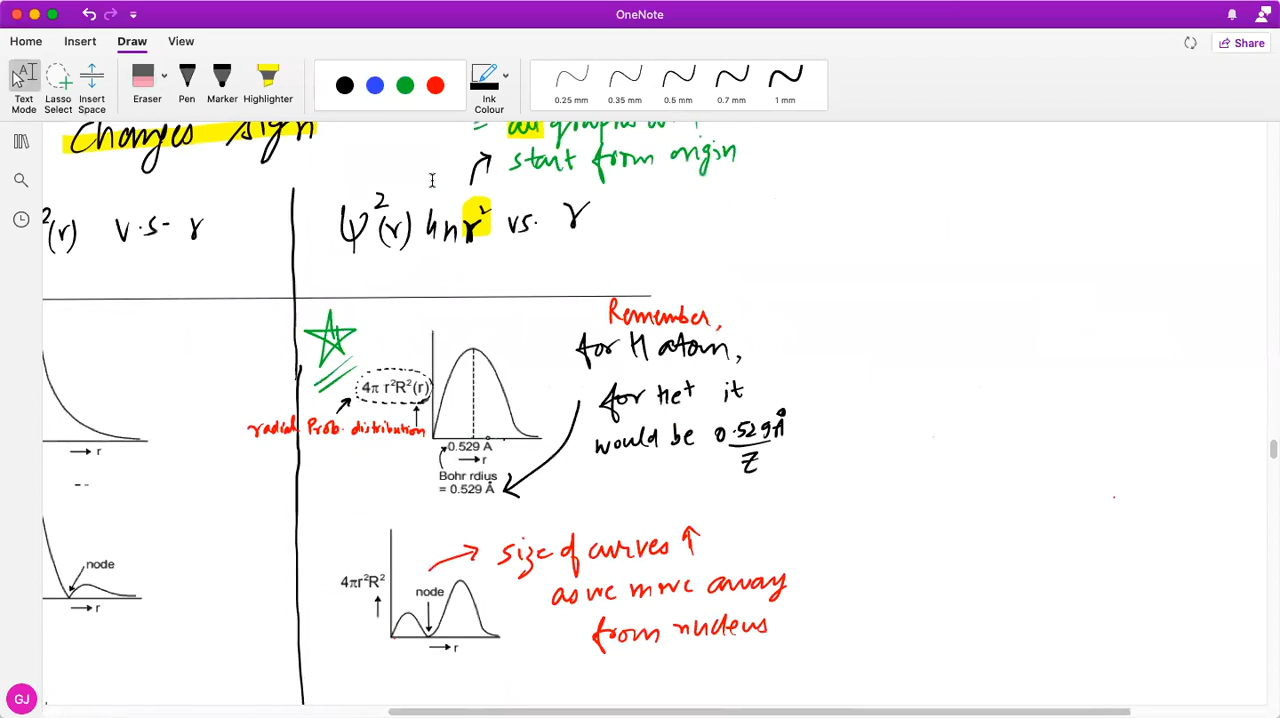 OneNote
Home Insert Draw View
Share
Text Mode
Lasso Select
Insert Space
Eraser
Pen
Marker
Highlighter
Ink Colour
0.25 mm 0.35 mm 0.5 mm 0.7 mm 1 mm
Changes sign
= all graphs
start from origin
²(r) v.s- r
ψ²(r) 4πr² vs. r
Remember,
for H atom,
for He+ it
would be 0.529Å/Z
4π r²R²(r)
radial Prob. distribution
0.529 Å
r
Bohr rdius
= 0.529 Å
r
node
r
4πr²R²
node
r
size of curves ↑
as we move away
from nucleus
GJ